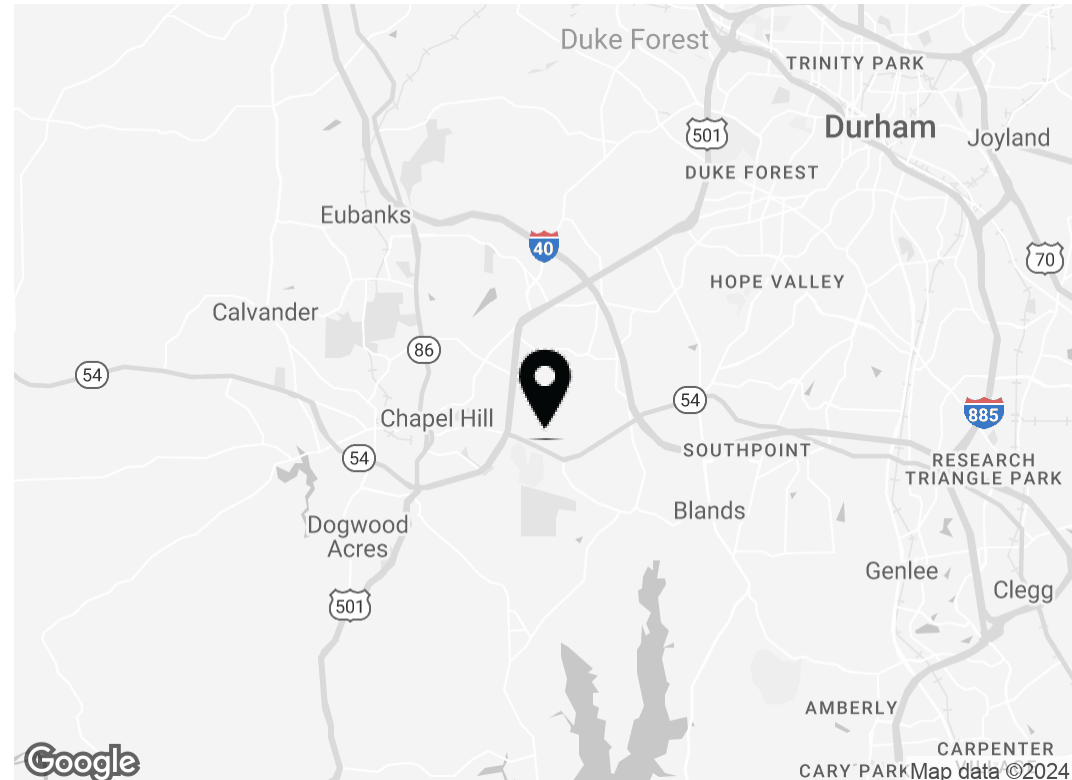 Duke Forest
TRINITY PARK
501
Durham
Joyland
DUKE FOREST
Eubanks
40
70
HOPE VALLEY
Calvander
86
54
54
885
Chapel Hill
54
SOUTHPOINT
RESEARCH
TRIANGLE PARK
Blands
Dogwood
Acres
Genlee
Clegg
501
AMBERLY
CARPENTER
VILLAGE
Google
CARY PARK
Map data ©2024